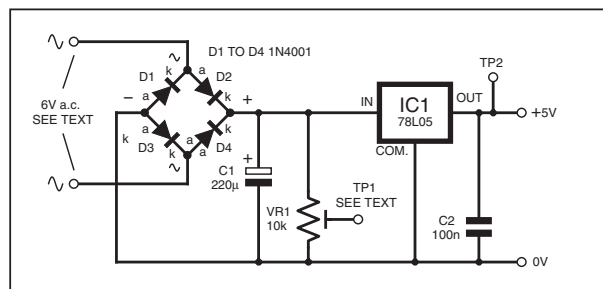 D1 TO D4 1N4001
TP2
D1
k
a
a
k
D2
−
+
6V a.c.
SEE TEXT
a
k
D3
k
a
a
k
D4
IN
IC1
78L05
OUT
COM.
+5V
+
C1
220µ
VR1
10k
TP1
SEE TEXT
C2
100n
0V